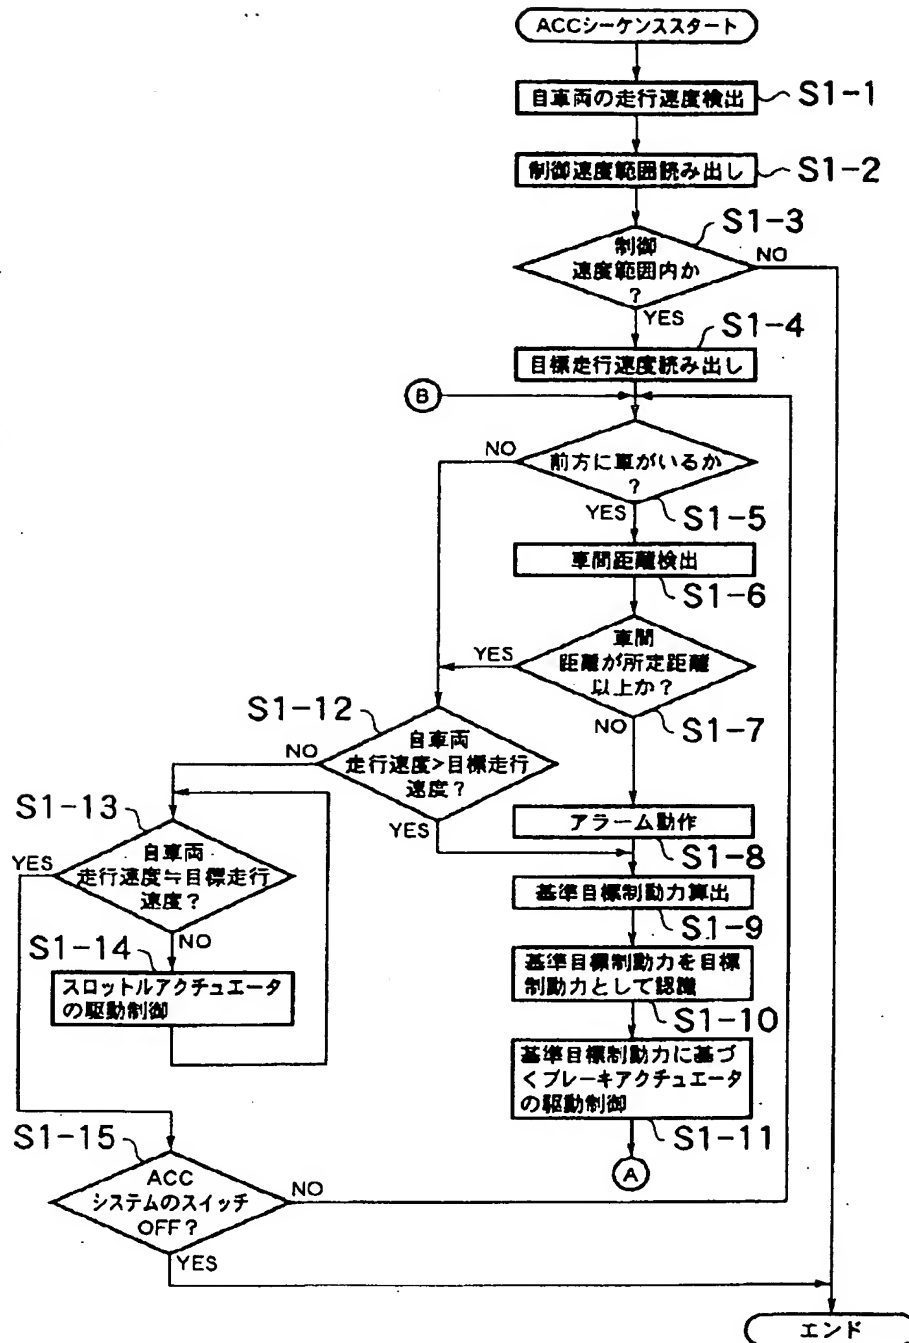 ACCシーケンススタート
自車両の走行速度検出
S1-1
制御速度範囲読み出し
S1-2
S1-3
制御
速度範囲内か
?
NO
YES
S1-4
目標走行速度読み出し
B
NO
前方に車がいるか
?
YES
S1-5
車間距離検出
S1-6
YES
車間
距離が所定距離
以上か?
S1-7
NO
S1-12
NO
自車両
走行速度>目標走行
速度?
YES
アラーム動作
S1-8
S1-13
YES
自車両
走行速度≒目標走行
速度?
NO
基準目標制動力算出
S1-9
S1-14
スロットルアクチュエータ
の駆動制御
基準目標制動力を目標
制動力として認識
S1-10
基準目標制動力に基づ
くブレーキアクチュエータ
の駆動制御
S1-11
A
S1-15
ACC
システムのスイッチ
OFF?
NO
YES
エンド